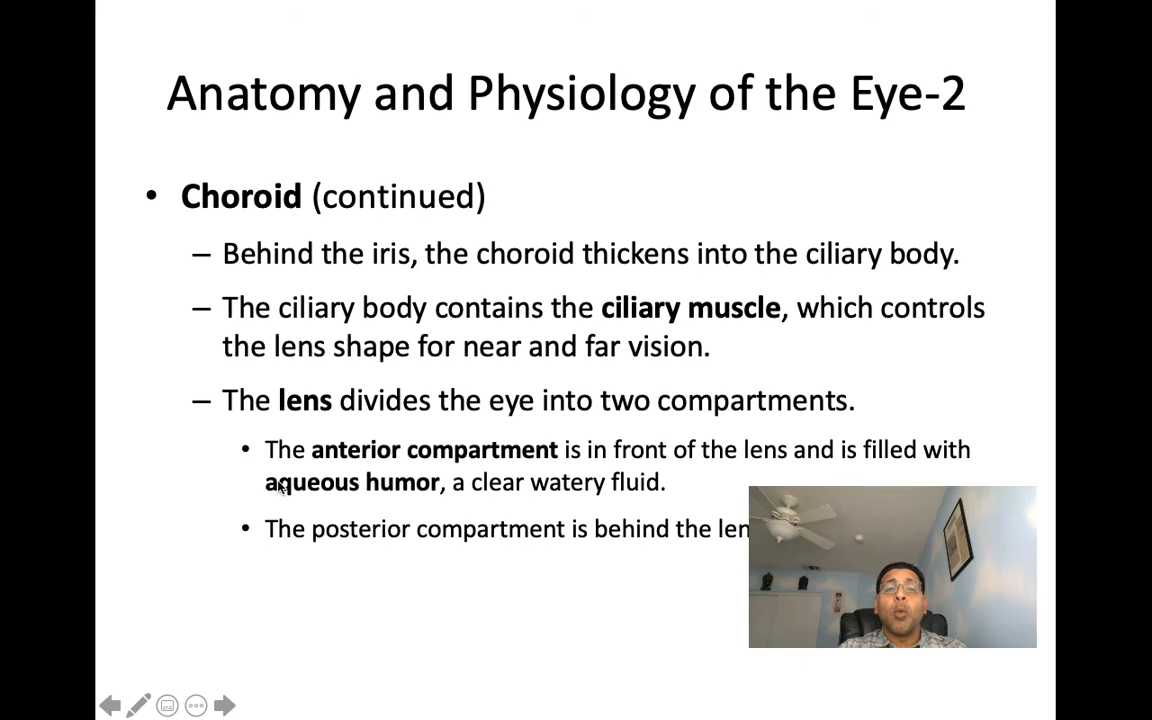 Anatomy and Physiology of the Eye-2
• Choroid (continued)
– Behind the iris, the choroid thickens into the ciliary body.
– The ciliary body contains the ciliary muscle, which controls
the lens shape for near and far vision.
– The lens divides the eye into two compartments.
• The anterior compartment is in front of the lens and is filled with
aqueous humor, a clear watery fluid.
• The posterior compartment is behind the len